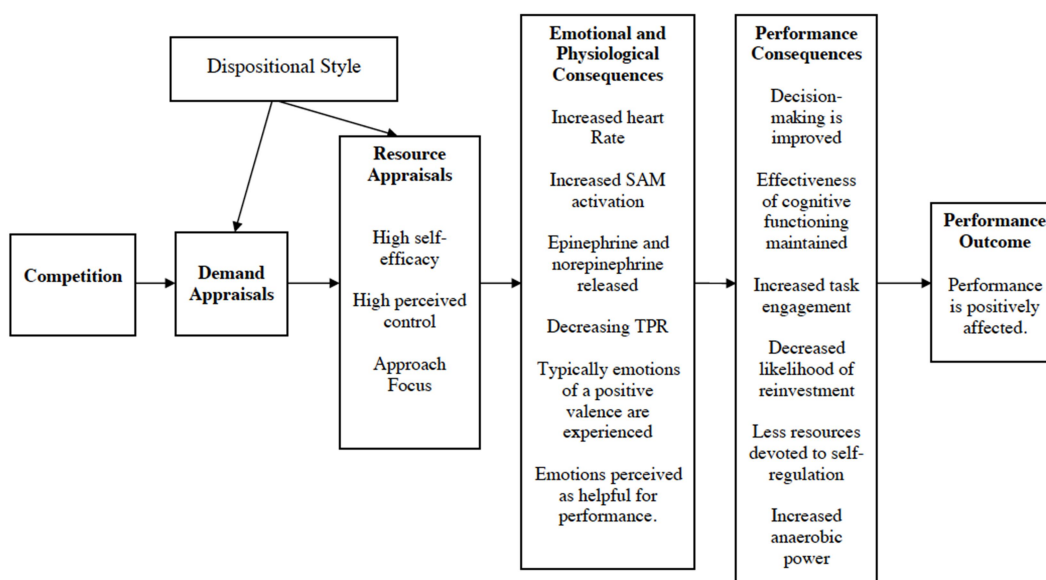 Dispositional Style
Competition
Demand
Appraisals
Resource
Appraisals
High self-
efficacy
High perceived
control
Approach
Focus
Emotional and
Physiological
Consequences
Increased heart
Rate
Increased SAM
activation
Epinephrine and
norepinephrine
released
Decreasing TPR
Typically emotions
of a positive
valence are
experienced
Emotions perceived
as helpful for
performance.
Performance
Consequences
Decision-
making is
improved
Effectiveness
of cognitive
functioning
maintained
Increased task
engagement
Decreased
likelihood of
reinvestment
Less resources
devoted to self-
regulation
Increased
anaerobic
power
Performance
Outcome
Performance
is positively
affected.